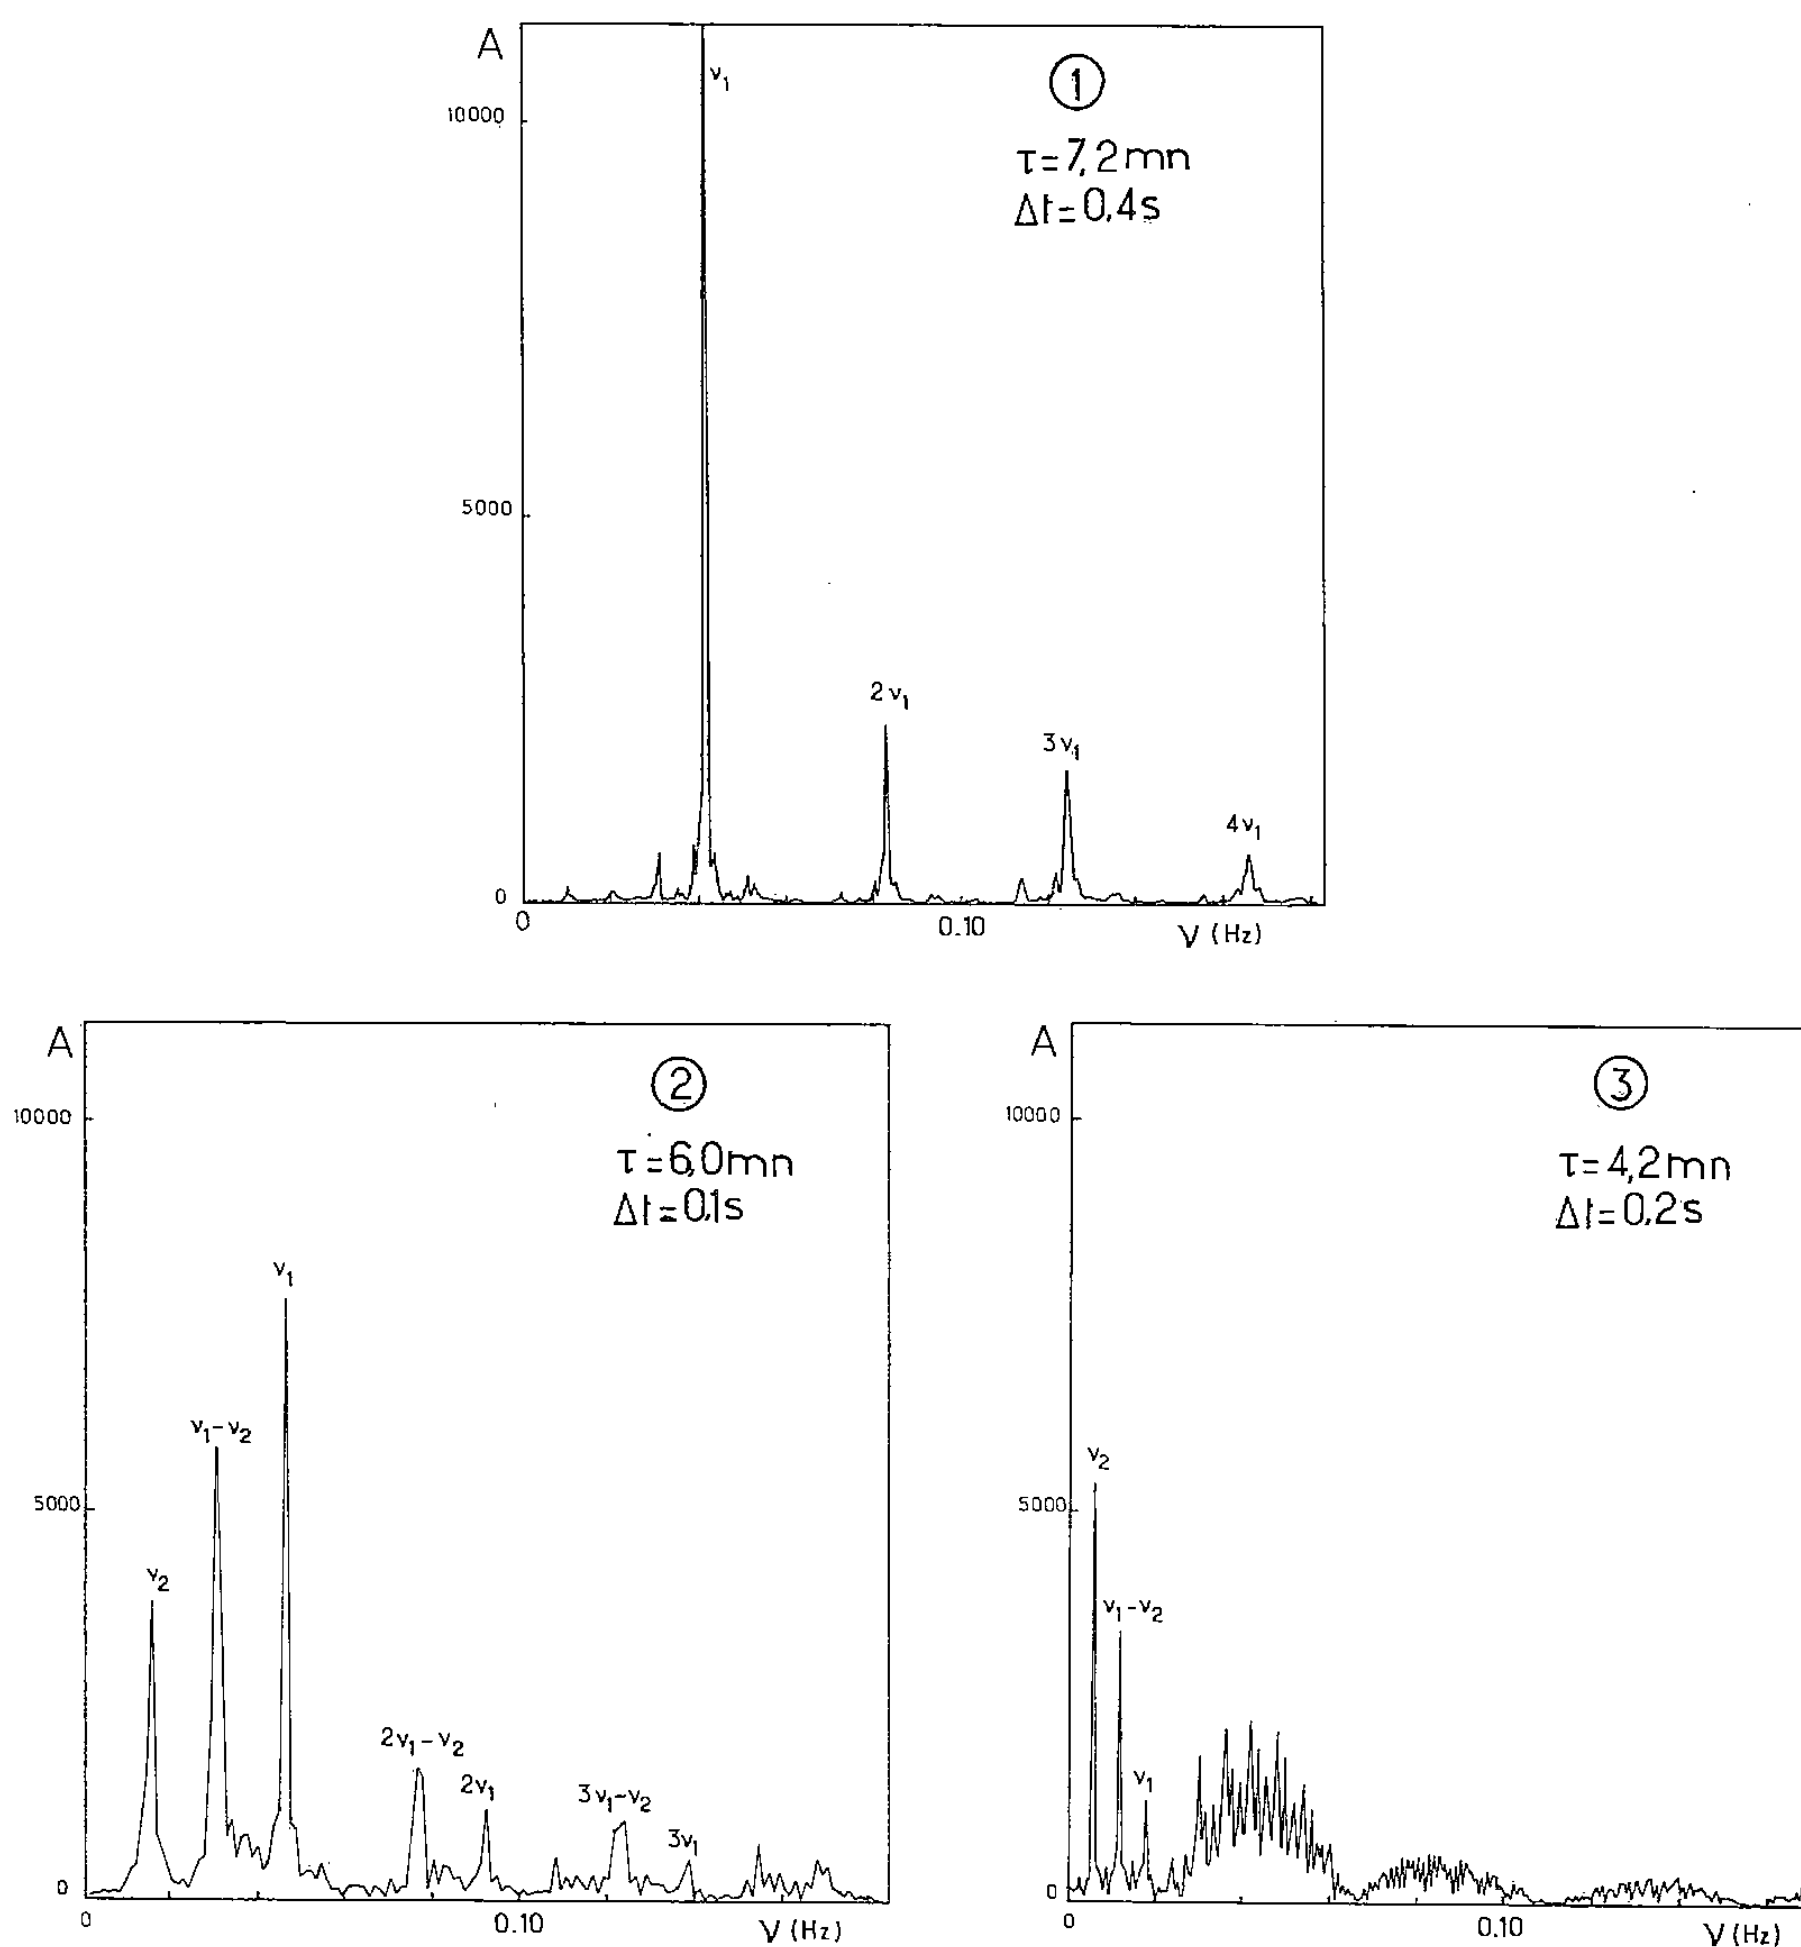 A
ν₁
①
10000
τ=7,2mn
Δt=0,4s
5000
2ν₁
3ν₁
4ν₁
0
0
0.10
ν (Hz)
A
②
10000
τ=6,0mn
Δt=0,1s
ν₁
ν₁-ν₂
5000
ν₂
2ν₁-ν₂
2ν₁
3ν₁-ν₂
3ν₁
0
0
0.10
ν (Hz)
A
③
10000
τ=4,2mn
Δt=0,2s
ν₂
5000
ν₁-ν₂
ν₁
0
0
0.10
ν (Hz)